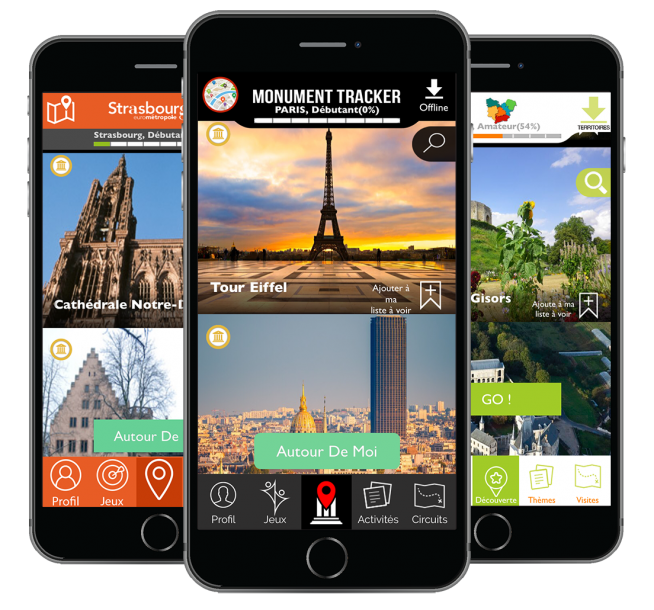 Strasbourg
eurométropole
Strasbourg, Débuta
Cathédrale Notre-D
Autour De
Profil
Jeux
MONUMENT TRACKER
PARIS, Débutant(0%)
Offline
Tour Eiffel
Ajouter à
ma
liste à voir
Autour De Moi
Profil
Jeux
Activités
Circuits
Amateur(54%)
TERRITOIRES
Gisors
Ajoute à ma
liste à voir
GO !
Découverte
Thèmes
Visites